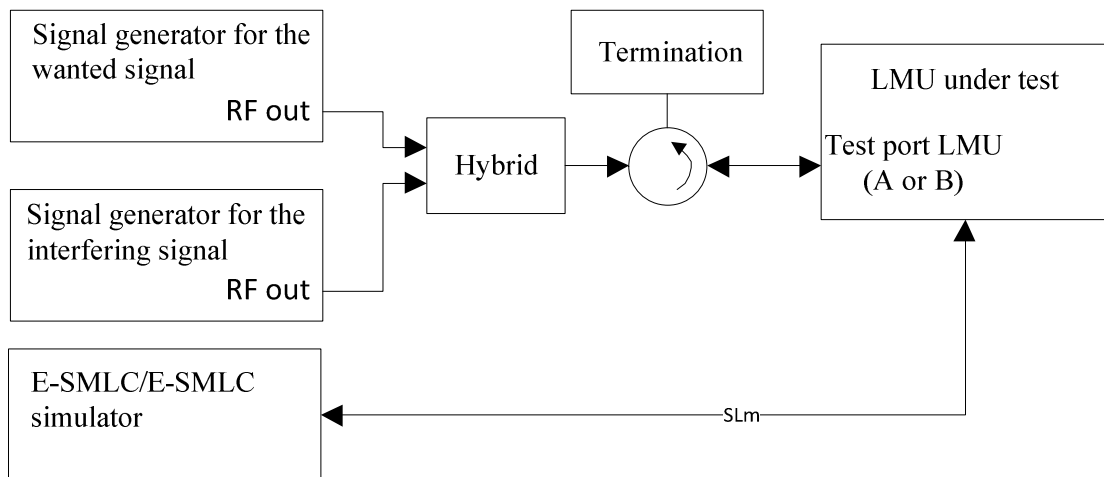 Signal generator for the
wanted signal
RF out
Termination
LMU under test
Test port LMU
(A or B)
Hybrid
Signal generator for the
interfering signal
RF out
E-SMLC/E-SMLC
simulator
SLm